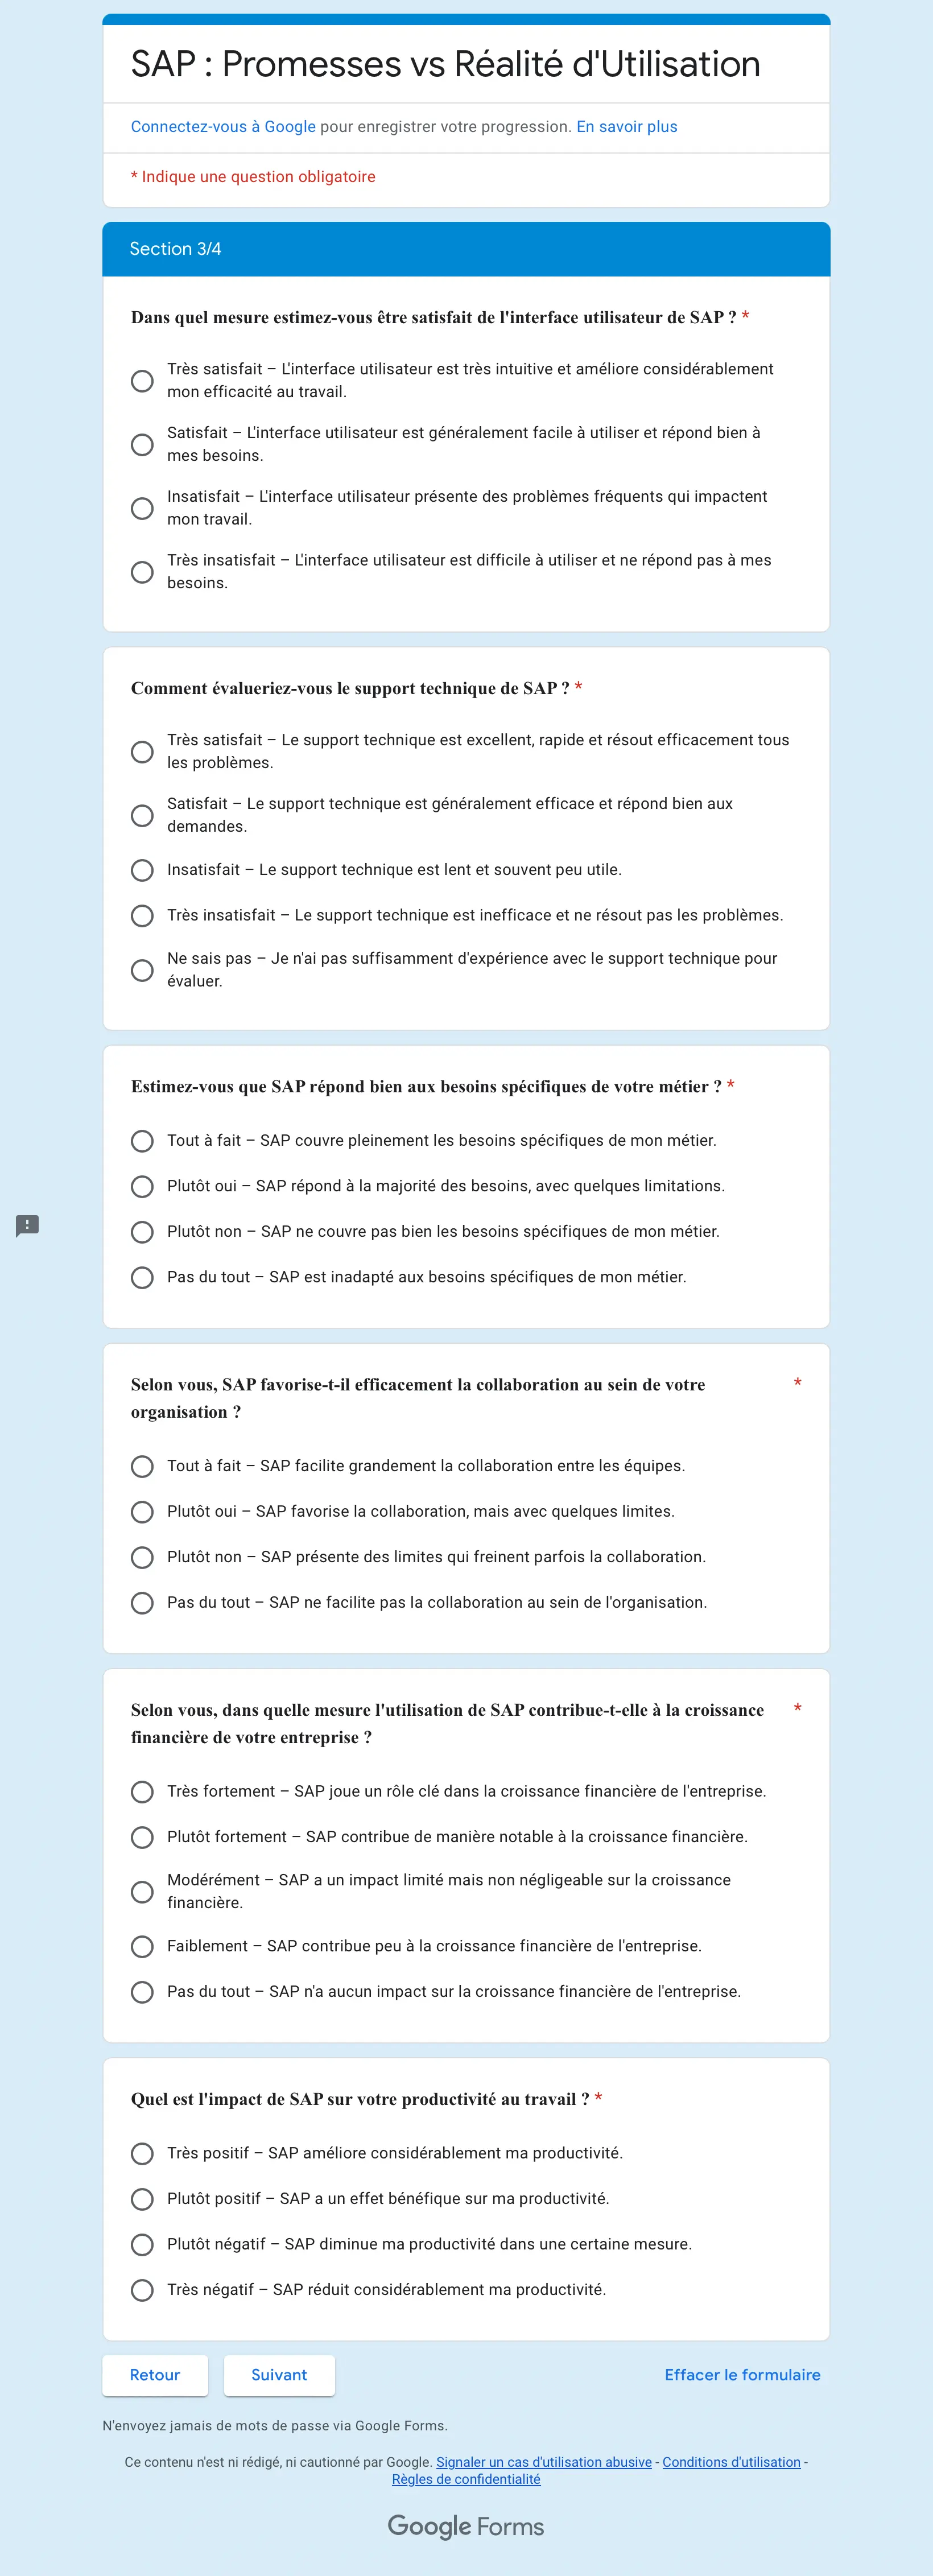 SAP : Promesses vs Réalité d'Utilisation
Connectez-vous à Google pour enregistrer votre progression. En savoir plus
* Indique une question obligatoire
Section 3/4
Dans quel mesure estimez-vous être satisfait de l'interface utilisateur de SAP ? *
Très satisfait – L'interface utilisateur est très intuitive et améliore considérablement
mon efficacité au travail.
Satisfait – L'interface utilisateur est généralement facile à utiliser et répond bien à
mes besoins.
Insatisfait – L'interface utilisateur présente des problèmes fréquents qui impactent
mon travail.
Très insatisfait – L'interface utilisateur est difficile à utiliser et ne répond pas à mes
besoins.
Comment évalueriez-vous le support technique de SAP ? *
Très satisfait – Le support technique est excellent, rapide et résout efficacement tous
les problèmes.
Satisfait – Le support technique est généralement efficace et répond bien aux
demandes.
Insatisfait – Le support technique est lent et souvent peu utile.
Très insatisfait – Le support technique est inefficace et ne résout pas les problèmes.
Ne sais pas – Je n'ai pas suffisamment d'expérience avec le support technique pour
évaluer.
Estimez-vous que SAP répond bien aux besoins spécifiques de votre métier ? *
Tout à fait – SAP couvre pleinement les besoins spécifiques de mon métier.
Plutôt oui – SAP répond à la majorité des besoins, avec quelques limitations.
Plutôt non – SAP ne couvre pas bien les besoins spécifiques de mon métier.
Pas du tout – SAP est inadapté aux besoins spécifiques de mon métier.
Selon vous, SAP favorise-t-il efficacement la collaboration au sein de votre *
organisation ?
Tout à fait – SAP facilite grandement la collaboration entre les équipes.
Plutôt oui – SAP favorise la collaboration, mais avec quelques limites.
Plutôt non – SAP présente des limites qui freinent parfois la collaboration.
Pas du tout – SAP ne facilite pas la collaboration au sein de l'organisation.
Selon vous, dans quelle mesure l'utilisation de SAP contribue-t-elle à la croissance *
financière de votre entreprise ?
Très fortement – SAP joue un rôle clé dans la croissance financière de l'entreprise.
Plutôt fortement – SAP contribue de manière notable à la croissance financière.
Modérément – SAP a un impact limité mais non négligeable sur la croissance
financière.
Faiblement – SAP contribue peu à la croissance financière de l'entreprise.
Pas du tout – SAP n'a aucun impact sur la croissance financière de l'entreprise.
Quel est l'impact de SAP sur votre productivité au travail ? *
Très positif – SAP améliore considérablement ma productivité.
Plutôt positif – SAP a un effet bénéfique sur ma productivité.
Plutôt négatif – SAP diminue ma productivité dans une certaine mesure.
Très négatif – SAP réduit considérablement ma productivité.
Retour Suivant Effacer le formulaire
N'envoyez jamais de mots de passe via Google Forms.
Ce contenu n'est ni rédigé, ni cautionné par Google. Signaler un cas d'utilisation abusive - Conditions d'utilisation -
Règles de confidentialité
Google Forms